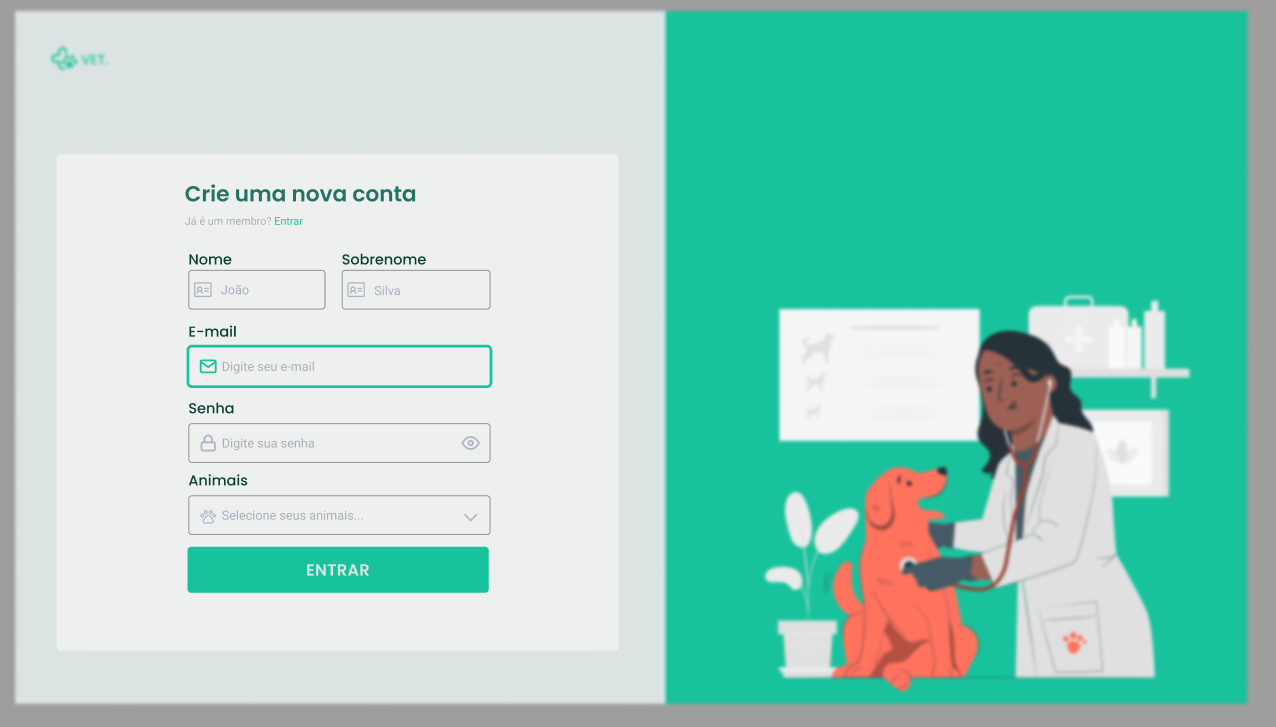 VET.
Crie uma nova conta
Já é um membro? Entrar
Nome Sobrenome
João Silva
E-mail
Digite seu e-mail
Senha
Digite sua senha
Animais
Selecione seus animais...
ENTRAR